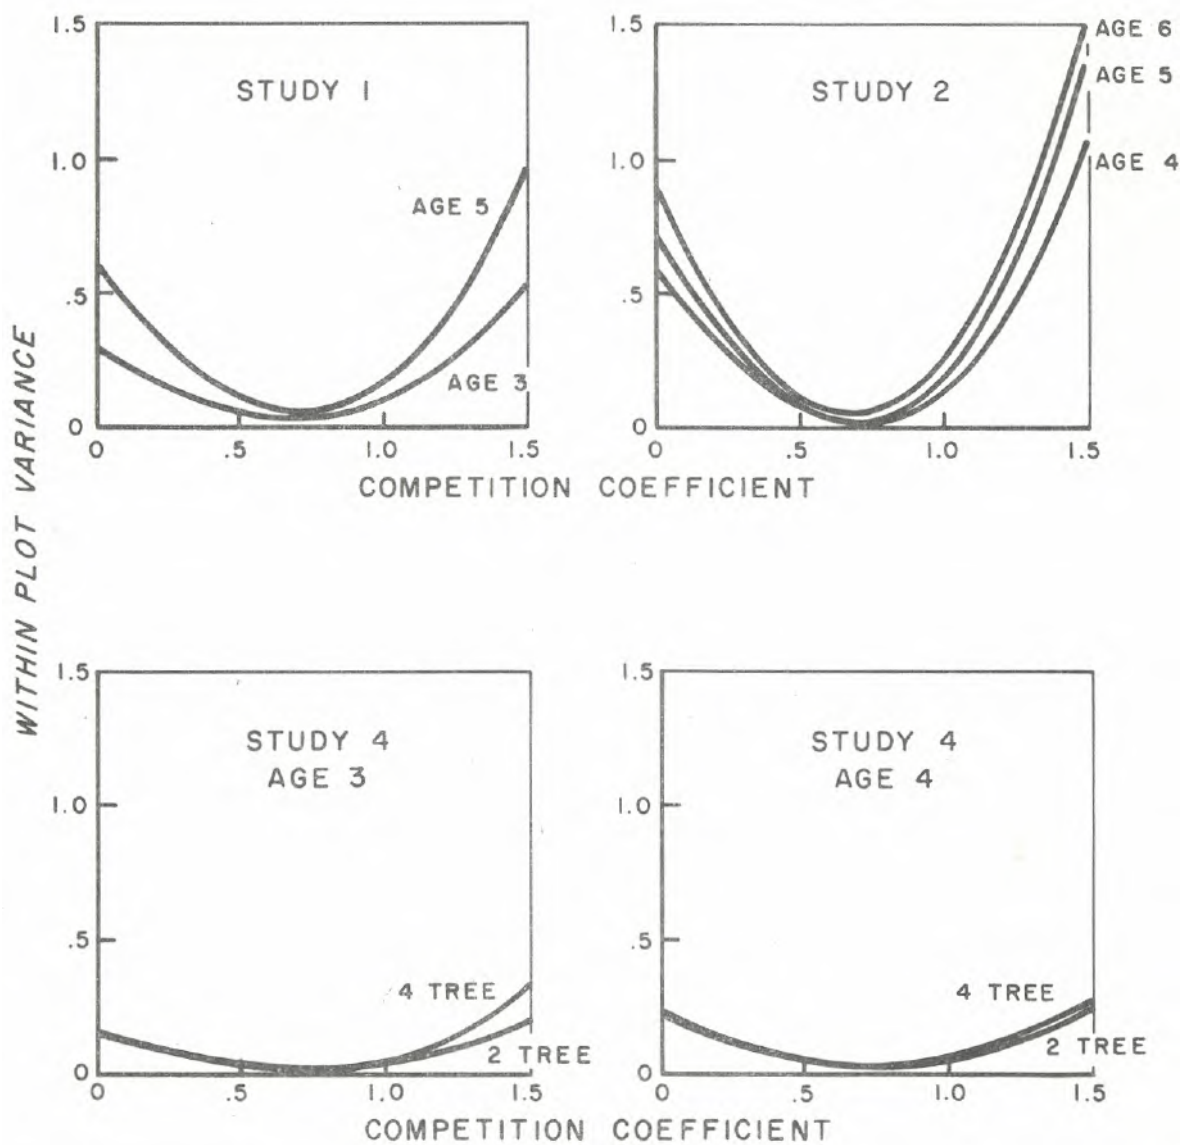 WITHIN PLOT VARIANCE
STUDY 1
1.5
1.0
.5
0
AGE 5
AGE 3
0 .5 1.0 1.5
STUDY 2
1.5
1.0
.5
0
AGE 6
AGE 5
AGE 4
0 .5 1.0 1.5
COMPETITION COEFFICIENT
STUDY 4
AGE 3
1.5
1.0
.5
0
4 TREE
2 TREE
0 .5 1.0 1.5
STUDY 4
AGE 4
1.5
1.0
.5
0
4 TREE
2 TREE
0 .5 1.0 1.5
COMPETITION COEFFICIENT